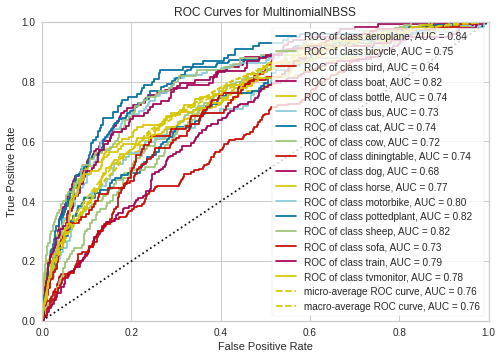 ROC Curves for MultinomialNBSS
True Positive Rate
1.0
0.8
0.6
0.4
0.2
0.0
ROC of class aeroplane, AUC = 0.84
ROC of class bicycle, AUC = 0.75
ROC of class bird, AUC = 0.64
ROC of class boat, AUC = 0.82
ROC of class bottle, AUC = 0.74
ROC of class bus, AUC = 0.73
ROC of class cat, AUC = 0.74
ROC of class cow, AUC = 0.72
ROC of class diningtable, AUC = 0.74
ROC of class dog, AUC = 0.68
ROC of class horse, AUC = 0.77
ROC of class motorbike, AUC = 0.80
ROC of class pottedplant, AUC = 0.82
ROC of class sheep, AUC = 0.82
ROC of class sofa, AUC = 0.73
ROC of class train, AUC = 0.79
ROC of class tvmonitor, AUC = 0.78
micro-average ROC curve, AUC = 0.76
macro-average ROC curve, AUC = 0.76
0.0 0.2 0.4 0.6 0.8 1.0
False Positive Rate